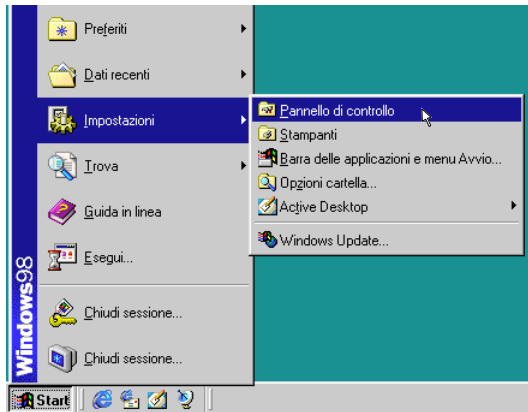 Preferiti
Dati recenti
Impostazioni
Trova
Guida in linea
Esegui...
Chiudi sessione...
Chiudi sessione...
Windows98
Pannello di controllo
Stampanti
Barra delle applicazioni e menu Avvio...
Opzioni cartella...
Active Desktop
Windows Update...
Start